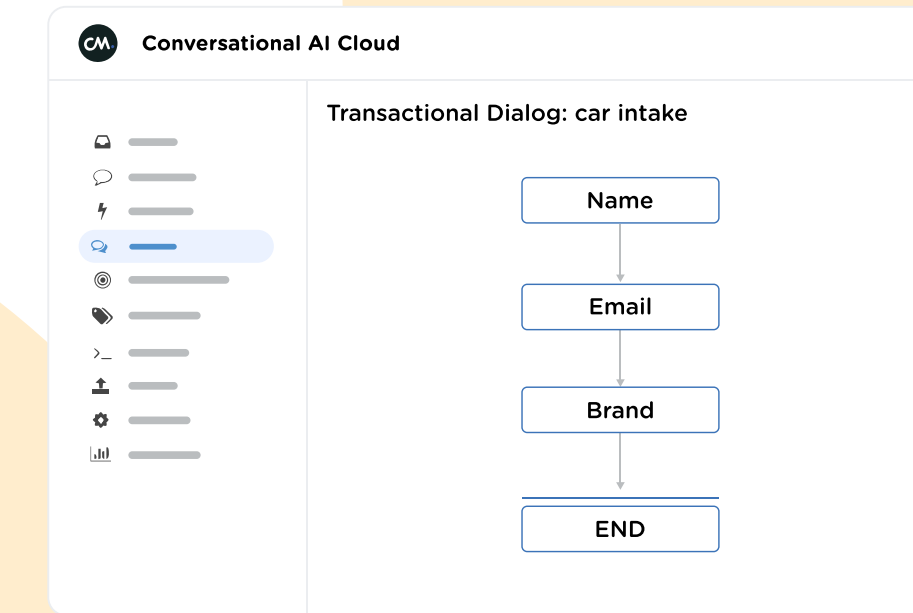 CM.
Conversational AI Cloud
Transactional Dialog: car intake
Name
Email
Brand
END